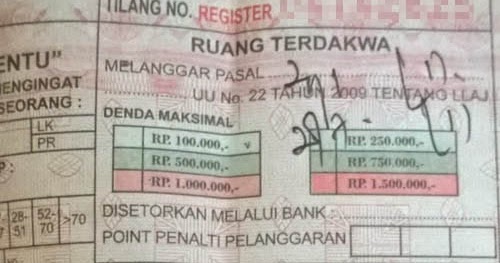 TILANG NO. REGISTER
RUANG TERDAKWA
ENTU"
MELANGGAR PASAL
ENGINGAT
UU No. 22 TAHUN 2009 TENTANG LLAJ
SEORANG :
DENDA MAKSIMAL
LK
RP. 100.000,- v
RP. 250.000,-
PR
RP. 500.000,-
RP. 750.000,-
RP. 1.000.000,-
RP. 1.500.000,-
28-51
52-70
>70
DISETORKAN MELALUI BANK :
POINT PENALTI PELANGGARAN